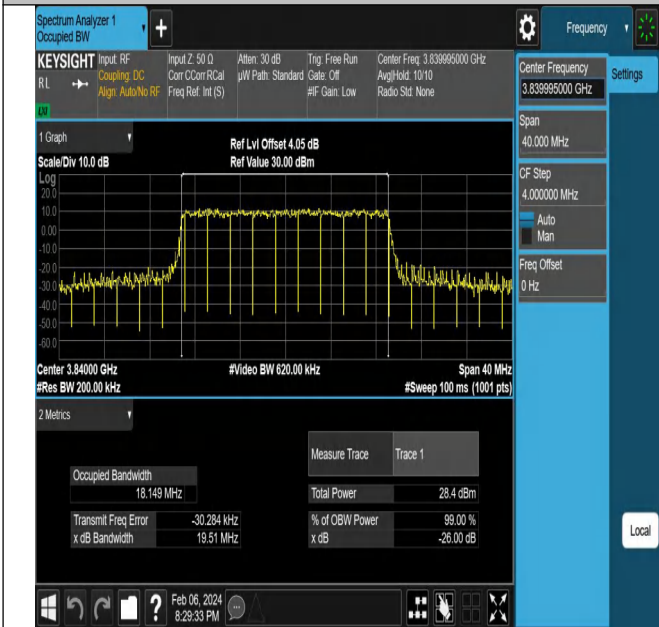 Spectrum Analyzer 1
Occupied BW
Frequency
KEYSIGHT
RL
LXI
Input: RF
Coupling: DC
Align: Auto/No RF
Input Z: 50 Ω
Corr CCorr RCal
Freq Ref: Int (S)
Atten: 30 dB
µW Path: Standard
Trig: Free Run
Gate: Off
#IF Gain: Low
Center Freq: 3.839995000 GHz
Avg|Hold: 10/10
Radio Std: None
1 Graph
Scale/Div 10.0 dB
Ref Lvl Offset 4.05 dB
Ref Value 30.00 dBm
Log
20.0
10.0
0.00
-10.0
-20.0
-30.0
-40.0
-50.0
-60.0
Center 3.84000 GHz
#Video BW 620.00 kHz
Span 40 MHz
#Res BW 200.00 kHz
#Sweep 100 ms (1001 pts)
2 Metrics
Measure Trace
Trace 1
Occupied Bandwidth
18.149 MHz
Total Power
28.4 dBm
Transmit Freq Error
-30.284 kHz
% of OBW Power
99.00 %
x dB Bandwidth
19.51 MHz
x dB
-26.00 dB
Center Frequency
3.839995000 GHz
Settings
Span
40.000 MHz
CF Step
4.000000 MHz
Auto
Man
Freq Offset
0 Hz
Local
?
Feb 06, 2024
8:29:33 PM